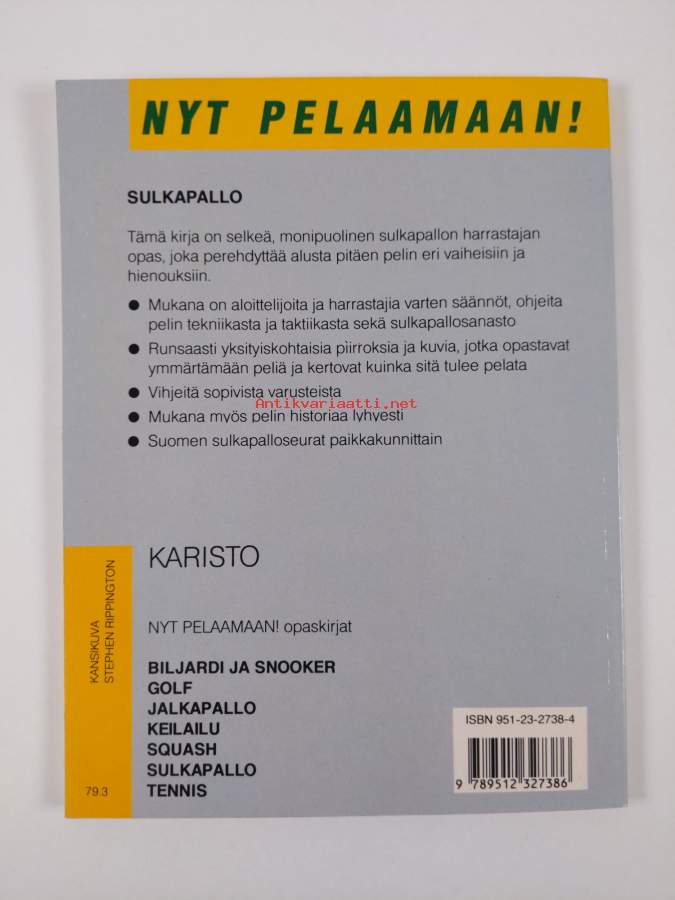 NYT PELAAMAAN!
SULKAPALLO
Tämä kirja on selkeä, monipuolinen sulkapallon harrastajan
opas, joka perehdyttää alusta pitäen pelin eri vaiheisiin ja
hienouksiin.
● Mukana on aloittelijoita ja harrastajia varten säännöt, ohjeita
pelin tekniikasta ja taktiikasta sekä sulkapallosanasto
● Runsaasti yksityiskohtaisia piirroksia ja kuvia, jotka opastavat
ymmärtämään peliä ja kertovat kuinka sitä tulee pelata
● Vihjeitä sopivista varusteista
Antikvariaatti.net
● Mukana myös pelin historiaa lyhyesti
● Suomen sulkapalloseurat paikkakunnittain
KARISTO
KANSIKUVA
STEPHEN RIPPINGTON
NYT PELAAMAAN! opaskirjat
BILJARDI JA SNOOKER
GOLF
JALKAPALLO
KEILAILU
SQUASH
SULKAPALLO
TENNIS
79.3
ISBN 951-23-2738-4
9 789512 327386